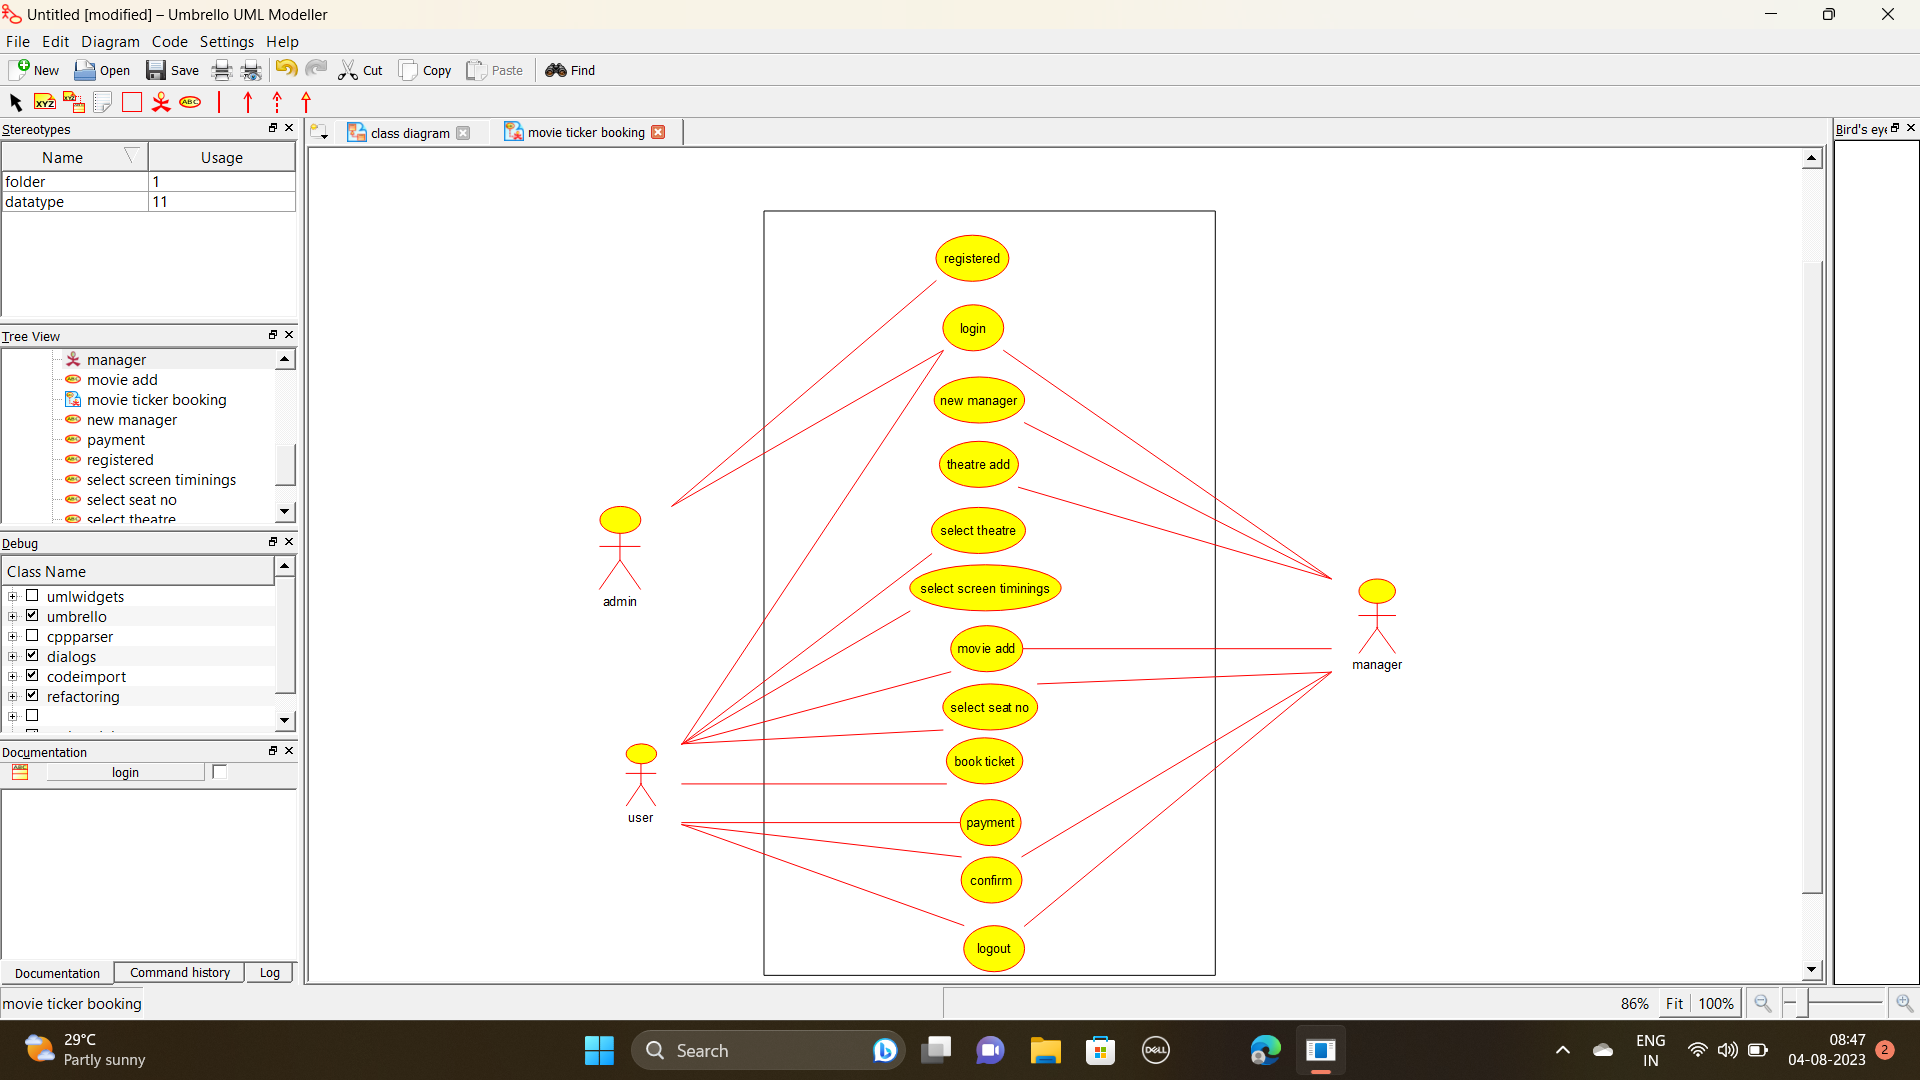 Untitled [modified] – Umbrello UML Modeller
File Edit Diagram Code Settings Help
New Open Save Cut Copy Paste Find
XYZ XYZ ABC
Stereotypes
Name Usage
folder 1
datatype 11
Tree View
manager
movie add
movie ticker booking
new manager
payment
registered
select screen timinings
select seat no
select theatre
Debug
Class Name
umlwidgets
umbrello
cppparser
dialogs
codeimport
refactoring
Documentation
login
Documentation Command history Log
class diagram movie ticker booking
registered
login
new manager
theatre add
select theatre
select screen timinings
movie add
select seat no
book ticket
payment
confirm
logout
admin
user
manager
Bird's eye
movie ticker booking
86% Fit 100%
29°C
Partly sunny
Search
DELL
ENG
IN
08:47
04-08-2023
2